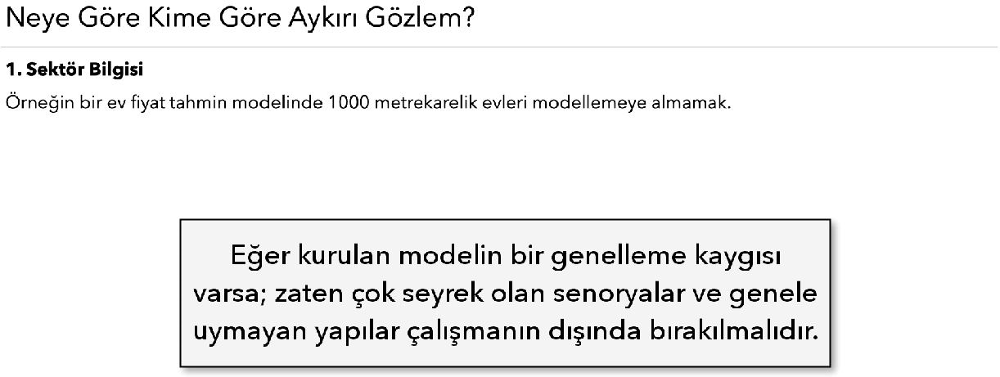 Neye Göre Kime Göre Aykırı Gözlem?
1. Sektör Bilgisi
Örneğin bir ev fiyat tahmin modelinde 1000 metrekarelik evleri modellemeye almamak.
Eğer kurulan modelin bir genelleme kaygısı
varsa; zaten çok seyrek olan senoryalar ve genele
uymayan yapılar çalışmanın dışında bırakılmalıdır.